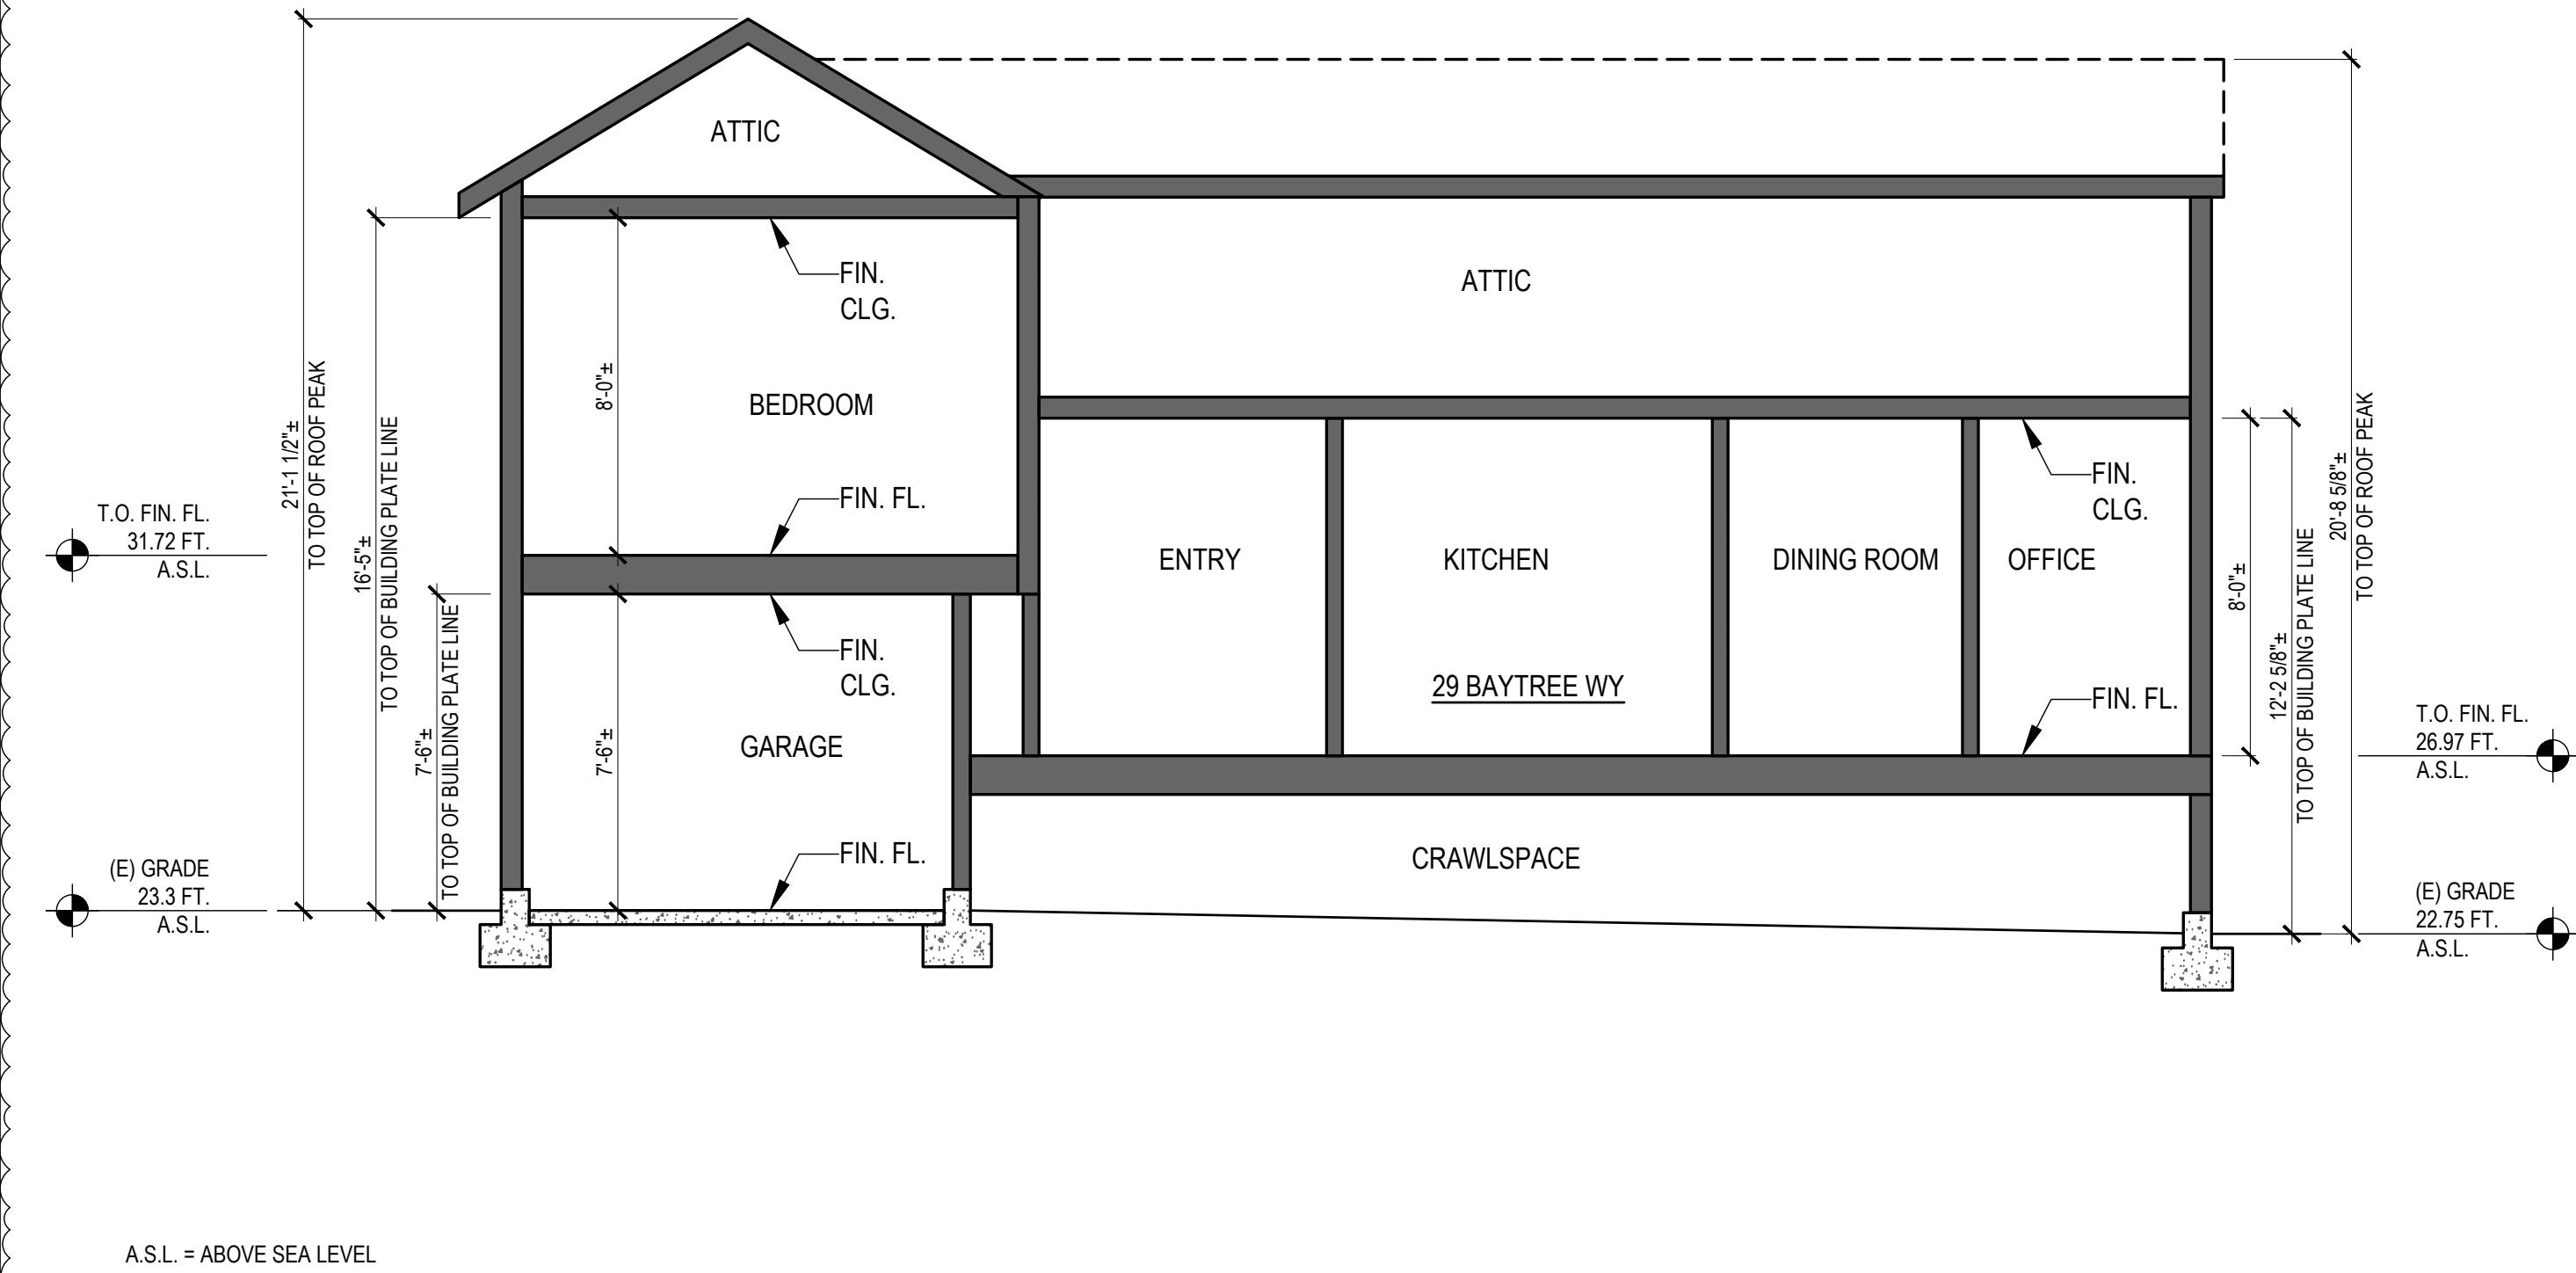 ATTIC
FIN.
CLG.
ATTIC
8'-0"±
BEDROOM
21'-1 1/2"±
TO TOP OF ROOF PEAK
16'-5"±
TO TOP OF BUILDING PLATE LINE
FIN. FL.
FIN.
CLG.
20'-8 5/8"±
TO TOP OF ROOF PEAK
T.O. FIN. FL.
31.72 FT.
A.S.L.
ENTRY
KITCHEN
DINING ROOM
OFFICE
8'-0"±
12'-2 5/8"±
TO TOP OF BUILDING PLATE LINE
7'-6"±
TO TOP OF BUILDING PLATE LINE
7'-6"±
FIN.
CLG.
29 BAYTREE WY
FIN. FL.
GARAGE
T.O. FIN. FL.
26.97 FT.
A.S.L.
FIN. FL.
CRAWLSPACE
(E) GRADE
23.3 FT.
A.S.L.
(E) GRADE
22.75 FT.
A.S.L.
A.S.L. = ABOVE SEA LEVEL